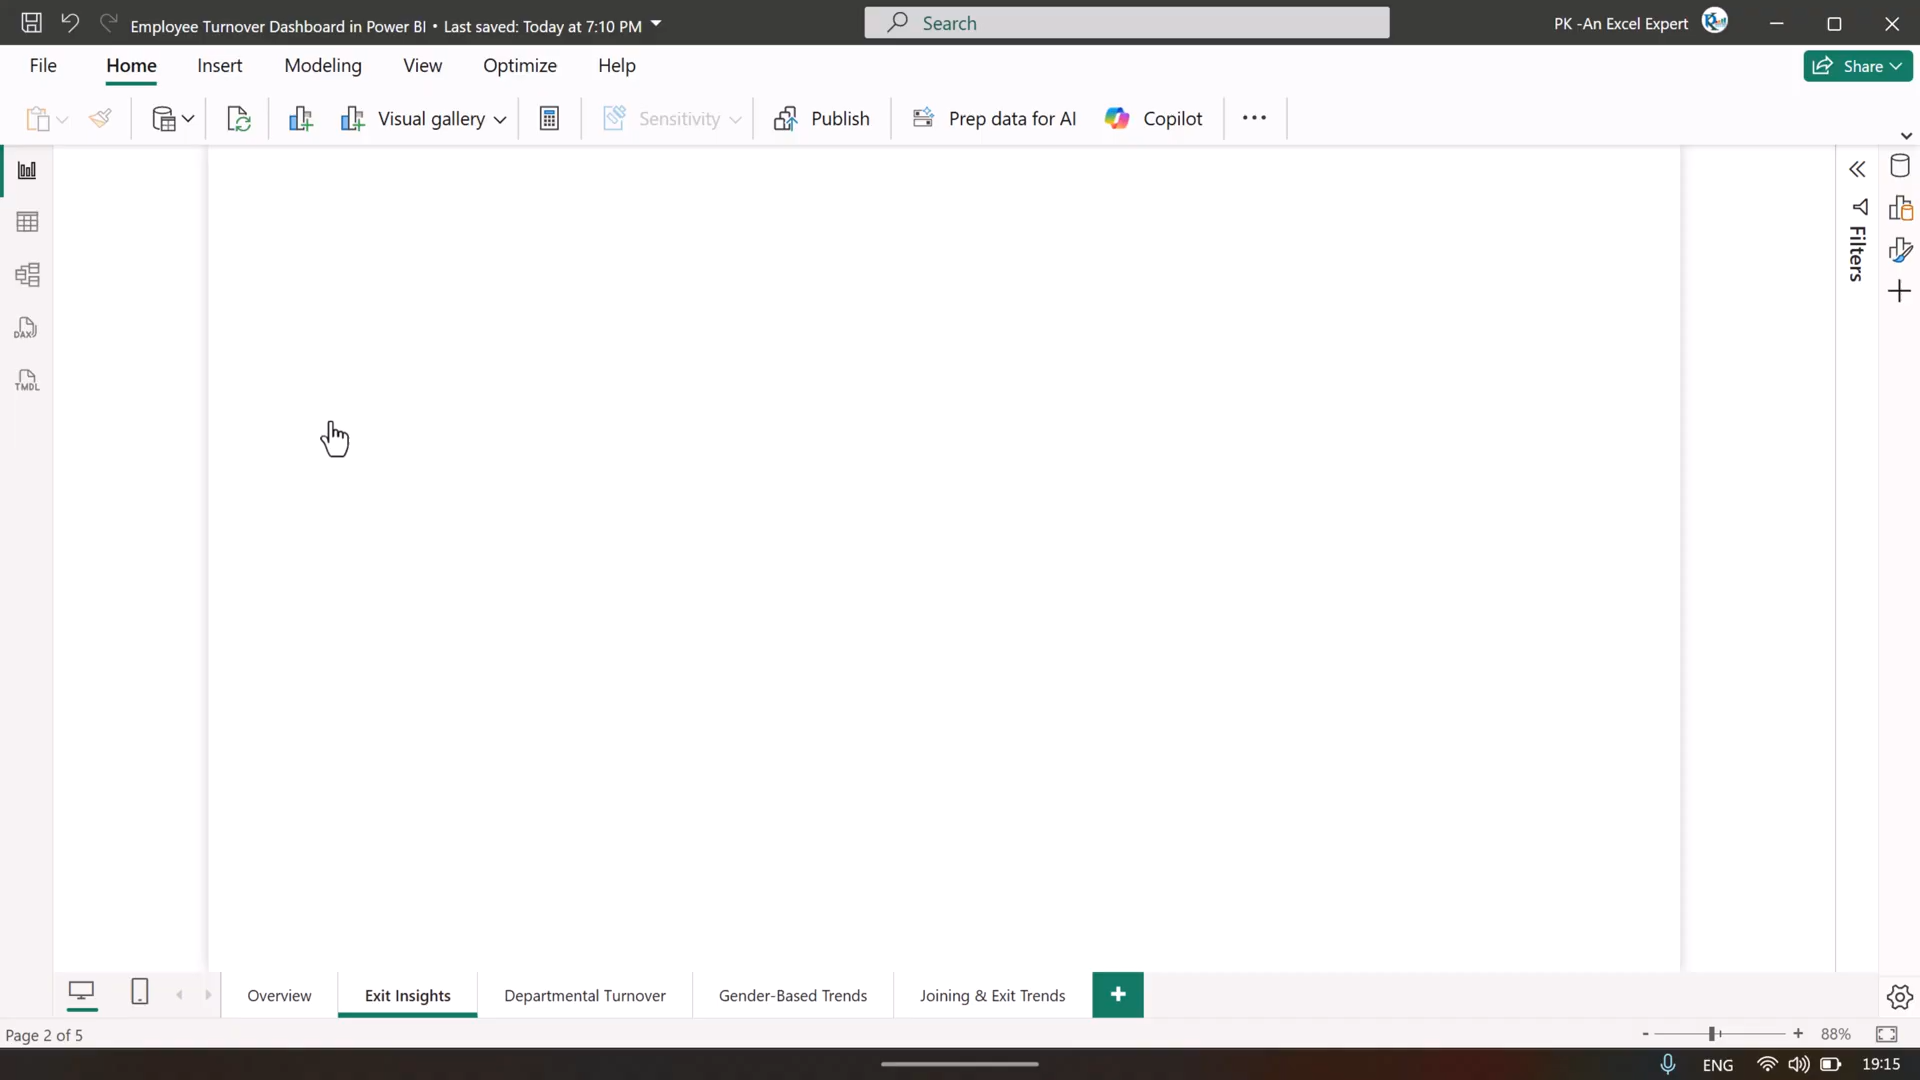 Employee Turnover Dashboard in Power BI • Last saved: Today at 7:10 PM
Search
PK -An Excel Expert
File
Home
Insert
Modeling
View
Optimize
Help
Share
Visual gallery
Sensitivity
Publish
Prep data for AI
Copilot
Filters
DAX
TMDL
Overview
Exit Insights
Departmental Turnover
Gender-Based Trends
Joining & Exit Trends
Page 2 of 5
- + 88%
ENG
19:15